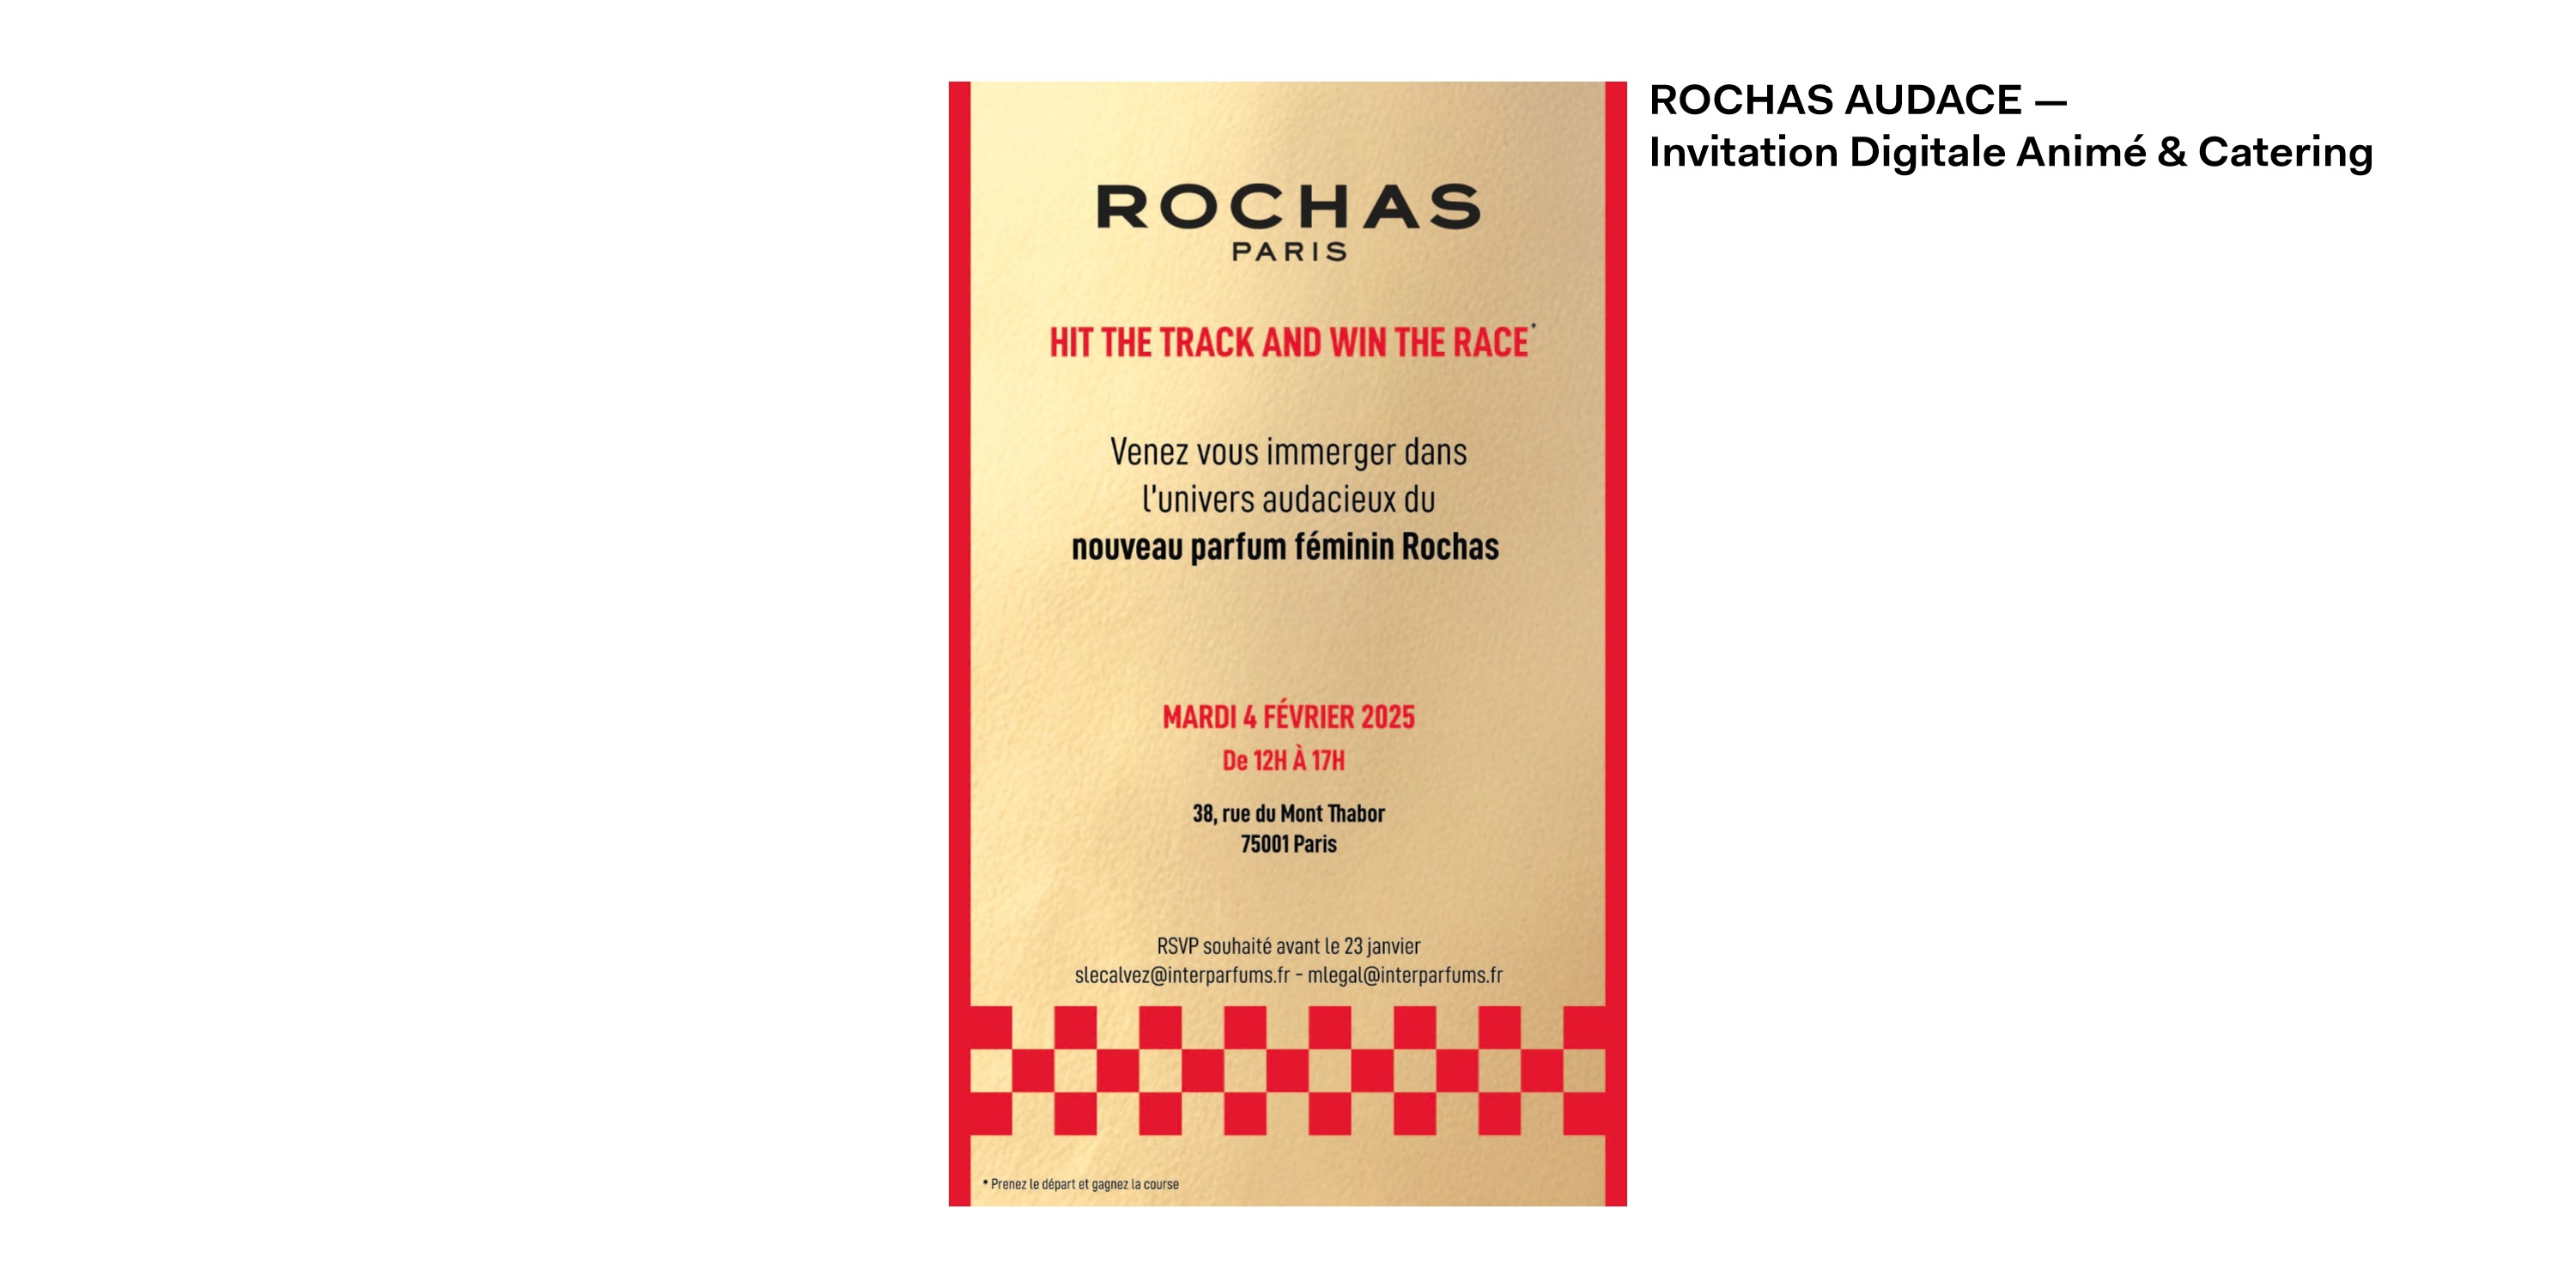 ROCHAS AUDACE —
Invitation Digitale Animé & Catering
ROCHAS
PARIS
HIT THE TRACK AND WIN THE RACE*
Venez vous immerger dans
l'univers audacieux du
nouveau parfum féminin Rochas
MARDI 4 FÉVRIER 2025
De 12H À 17H
38, rue du Mont Thabor
75001 Paris
RSVP souhaité avant le 23 janvier
slecalvez@interparfums.fr - mlegal@interparfums.fr
* Prenez le départ et gagnez la course